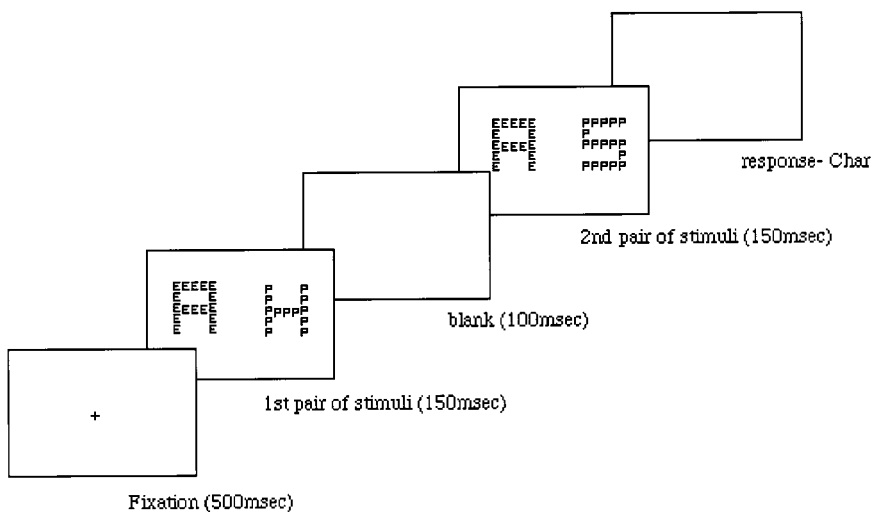 EEEEE PPPPP
E E P
EEEEE PPPPP
E E P
E E PPPPP
response- Char
2nd pair of stimuli (150msec)
EEEEE P P
E E P P
EEEEE PPPPP
E E P P
E E P P
blank (100msec)
1st pair of stimuli (150msec)
+
Fixation (500msec)